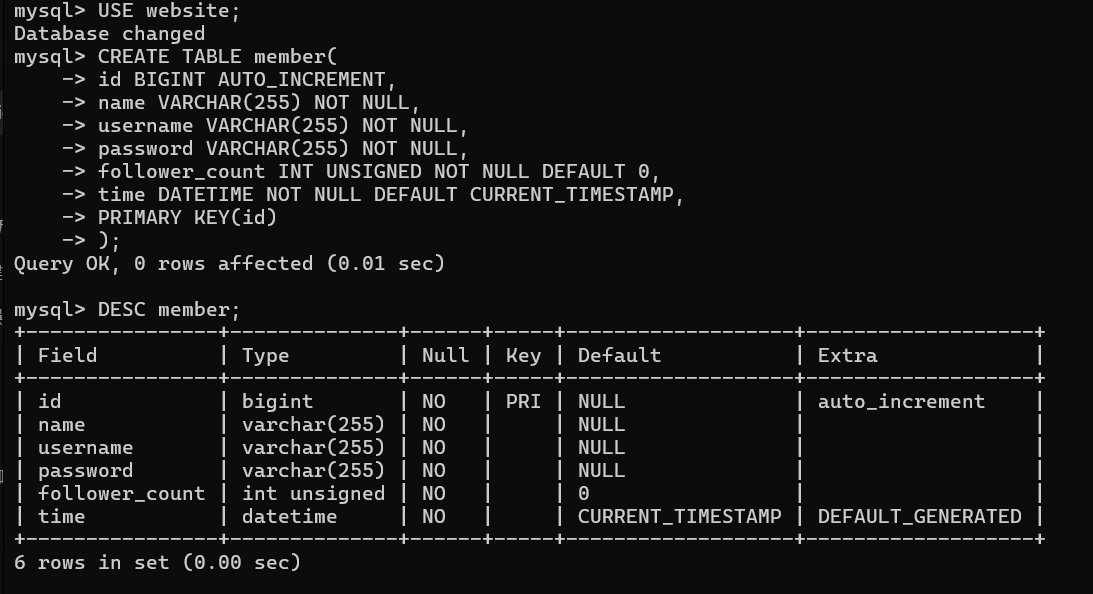 mysql> USE website;
Database changed
mysql> CREATE TABLE member(
    -> id BIGINT AUTO_INCREMENT,
    -> name VARCHAR(255) NOT NULL,
    -> username VARCHAR(255) NOT NULL,
    -> password VARCHAR(255) NOT NULL,
    -> follower_count INT UNSIGNED NOT NULL DEFAULT 0,
    -> time DATETIME NOT NULL DEFAULT CURRENT_TIMESTAMP,
    -> PRIMARY KEY(id)
    -> );
Query OK, 0 rows affected (0.01 sec)

mysql> DESC member;
+----------------+--------------+------+-----+-------------------+-------------------+
| Field          | Type         | Null | Key | Default           | Extra             |
+----------------+--------------+------+-----+-------------------+-------------------+
| id             | bigint       | NO   | PRI | NULL              | auto_increment    |
| name           | varchar(255) | NO   |     | NULL              |                   |
| username       | varchar(255) | NO   |     | NULL              |                   |
| password       | varchar(255) | NO   |     | NULL              |                   |
| follower_count | int unsigned | NO   |     | 0                 |                   |
| time           | datetime     | NO   |     | CURRENT_TIMESTAMP | DEFAULT_GENERATED |
+----------------+--------------+------+-----+-------------------+-------------------+
6 rows in set (0.00 sec)